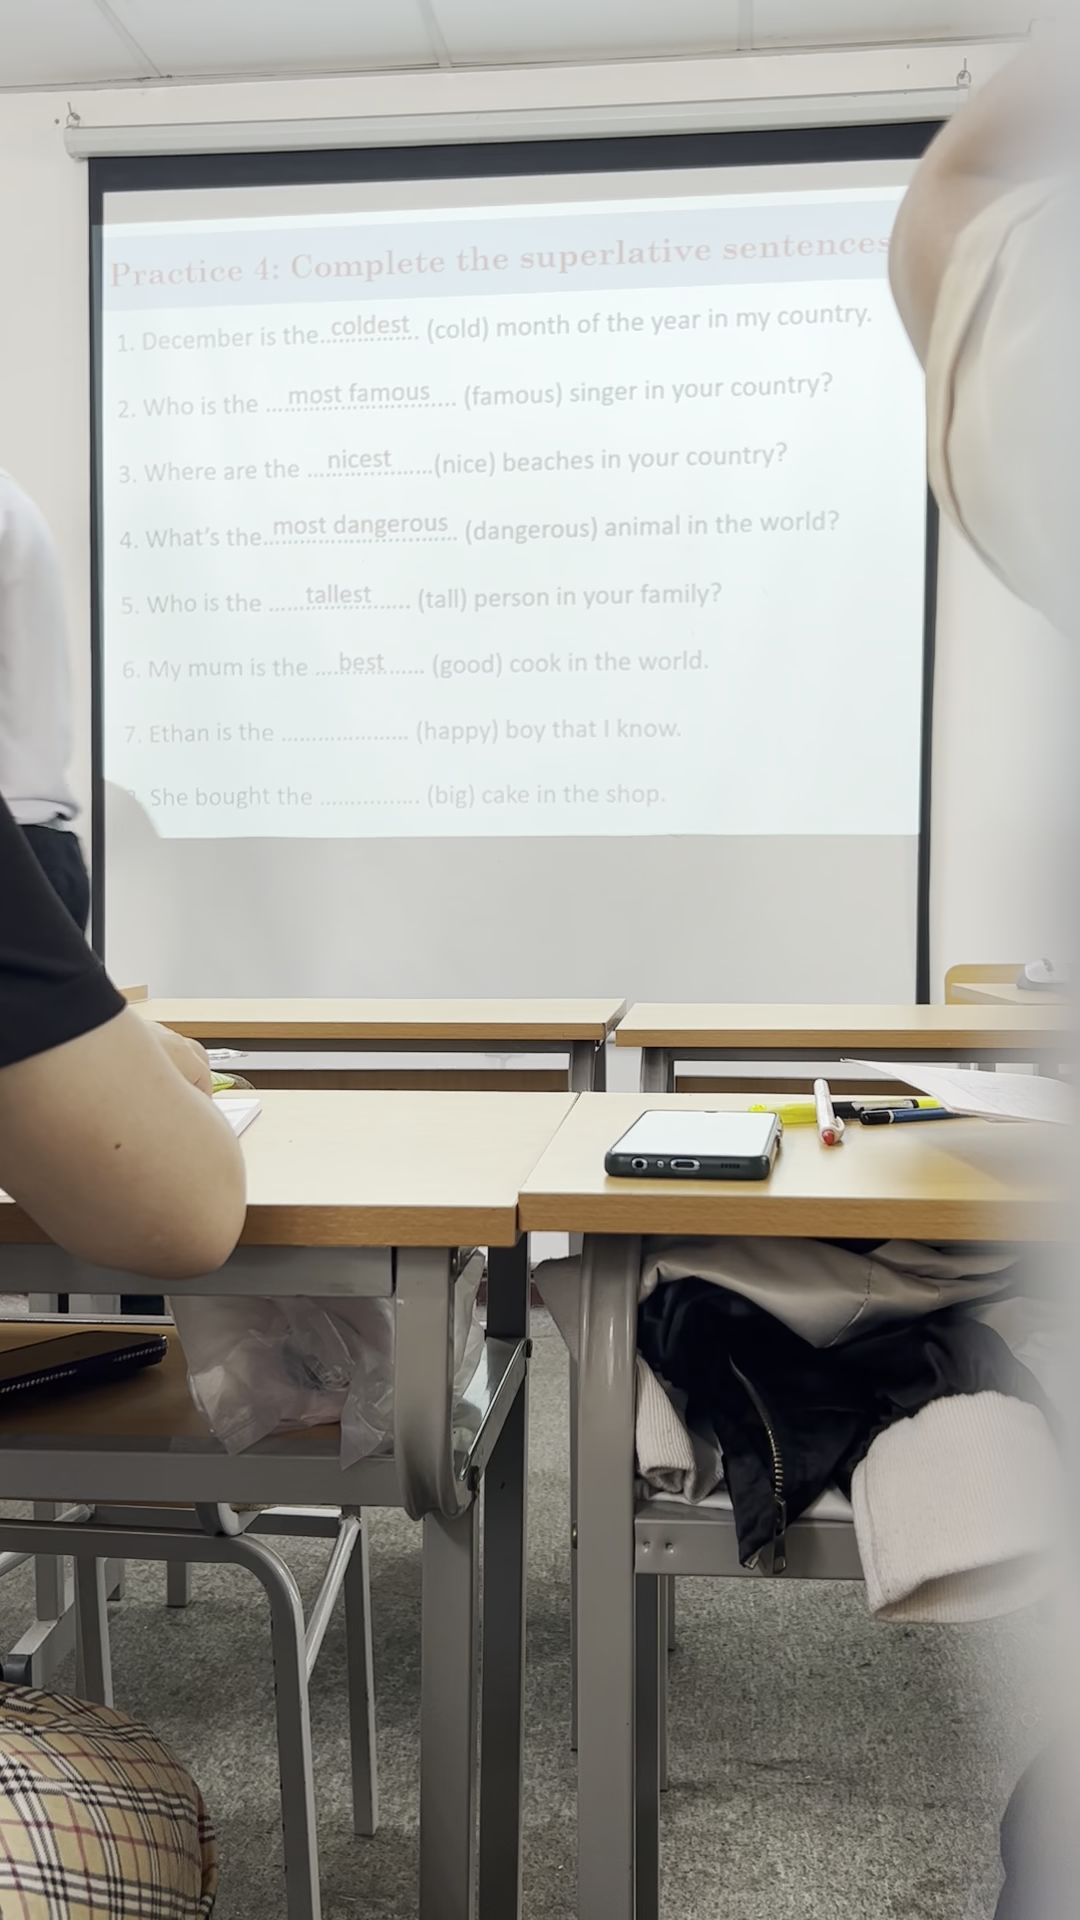 Practice 4: Complete the superlative sentences
1. December is the..coldest.. (cold) month of the year in my country.
2. Who is the ...most famous.... (famous) singer in your country?
3. Where are the ...nicest......(nice) beaches in your country?
4. What's the..most dangerous.. (dangerous) animal in the world?
5. Who is the ......tallest...... (tall) person in your family?
6. My mum is the ....best...... (good) cook in the world.
7. Ethan is the .................... (happy) boy that I know.
She bought the ............... (big) cake in the shop.